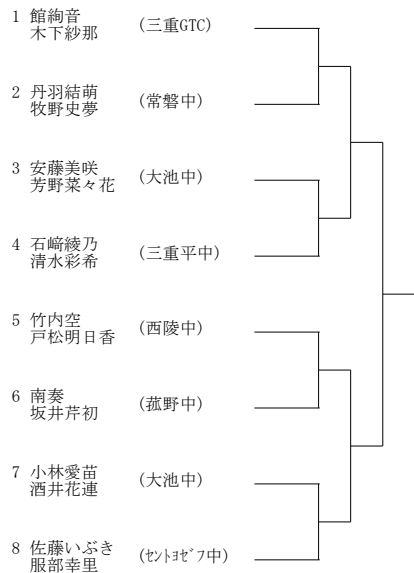 1 館絢音
木下紗那 (三重GTC)
2 丹羽結萌
牧野史夢 (常磐中)
3 安藤美咲
芳野菜々花 (大池中)
4 石﨑綾乃
清水彩希 (三重平中)
5 竹内空
戸松明日香 (西陵中)
6 南奏
坂井芹初 (菰野中)
7 小林愛苗
酒井花連 (大池中)
8 佐藤いぶき
服部幸里 (ｾﾝﾄﾖｾﾞﾌ中)